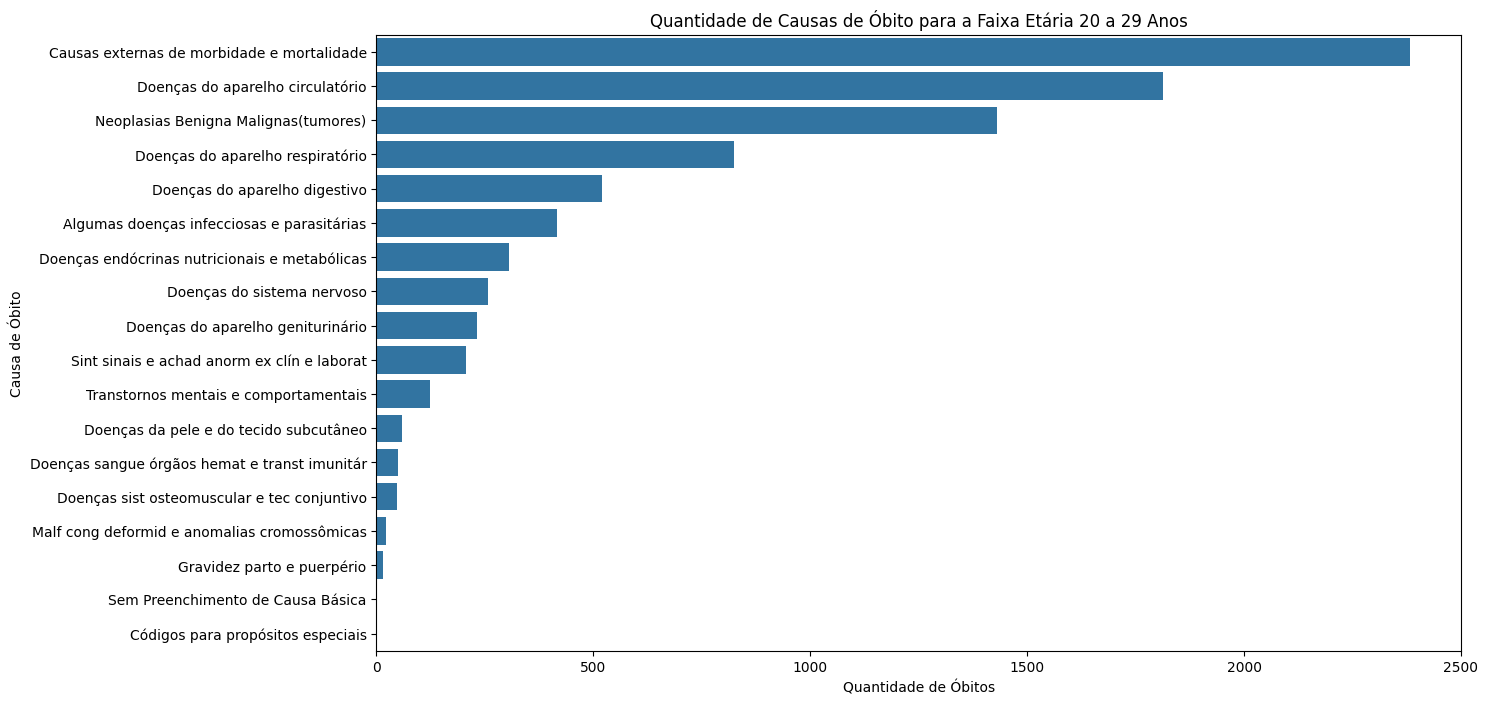 Quantidade de Causas de Óbito para a Faixa Etária 20 a 29 Anos
Causa de Óbito
Causas externas de morbidade e mortalidade
Doenças do aparelho circulatório
Neoplasias Benigna Malignas(tumores)
Doenças do aparelho respiratório
Doenças do aparelho digestivo
Algumas doenças infecciosas e parasitárias
Doenças endócrinas nutricionais e metabólicas
Doenças do sistema nervoso
Doenças do aparelho geniturinário
Sint sinais e achad anorm ex clín e laborat
Transtornos mentais e comportamentais
Doenças da pele e do tecido subcutâneo
Doenças sangue órgãos hemat e transt imunitár
Doenças sist osteomuscular e tec conjuntivo
Malf cong deformid e anomalias cromossômicas
Gravidez parto e puerpério
Sem Preenchimento de Causa Básica
Códigos para propósitos especiais
0 500 1000 1500 2000 2500
Quantidade de Óbitos